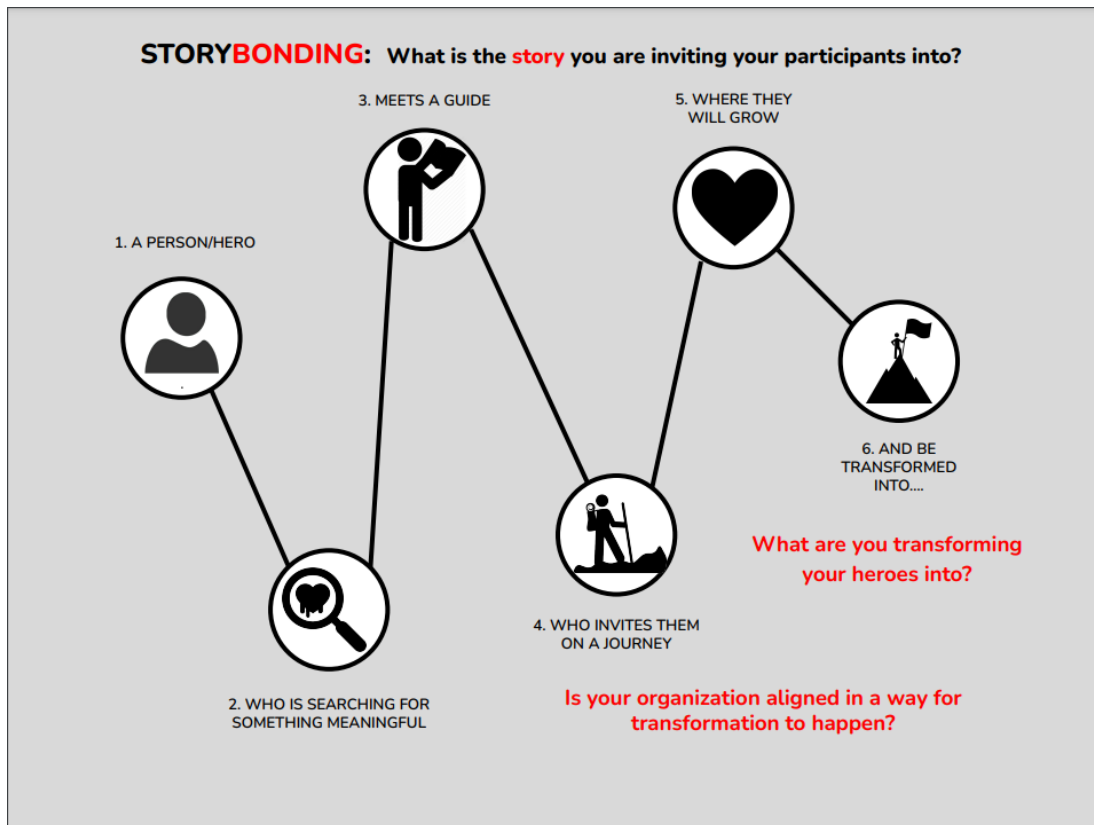 STORYBONDING: What is the story you are inviting your participants into?
3. MEETS A GUIDE
5. WHERE THEY
WILL GROW
1. A PERSON/HERO
6. AND BE
TRANSFORMED
INTO....
What are you transforming
your heroes into?
4. WHO INVITES THEM
ON A JOURNEY
2. WHO IS SEARCHING FOR
SOMETHING MEANINGFUL
Is your organization aligned in a way for
transformation to happen?